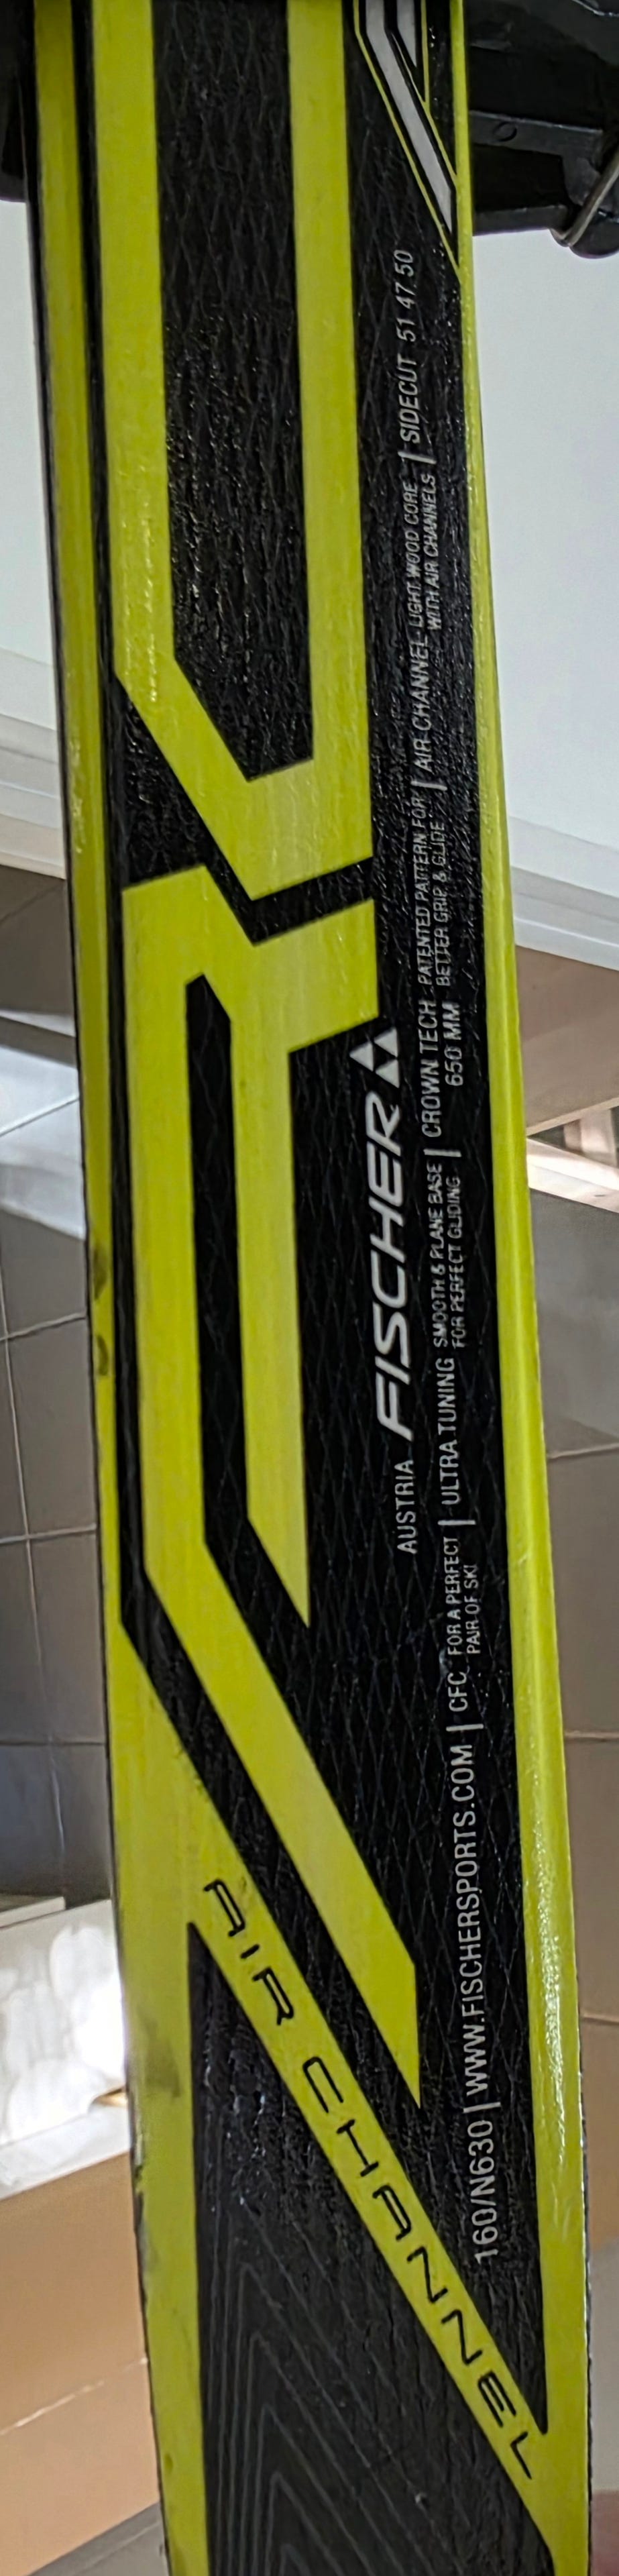 AUSTRIA FISCHER
160/N630 | WWW.FISCHERSPORTS.COM | CFC FOR A PERFECT PAIR OF SKI | ULTRA TUNING SMOOTH & PLANE BASE FOR PERFECT GLIDING | CROWN TECH 650 MM PATENTED PATTERN FOR BETTER GRIP & GLIDE | AIR CHANNEL LIGHT WOOD CORE WITH AIR CHANNELS | SIDECUT 51 47 50
AIR CHANNEL